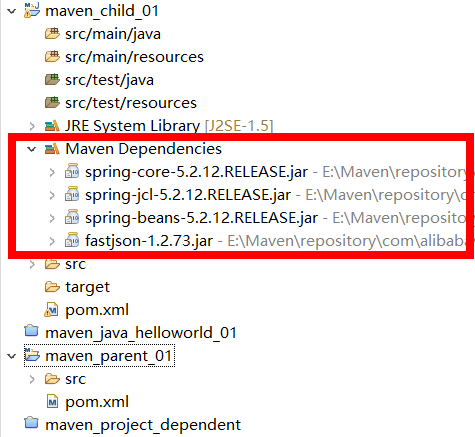 maven_child_01
src/main/java
src/main/resources
src/test/java
src/test/resources
JRE System Library [J2SE-1.5]
Maven Dependencies
spring-core-5.2.12.RELEASE.jar - E:\Maven\repository\
spring-jcl-5.2.12.RELEASE.jar - E:\Maven\repository\or
spring-beans-5.2.12.RELEASE.jar - E:\Maven\repository
fastjson-1.2.73.jar - E:\Maven\repository\com\alibaba
src
target
pom.xml
maven_java_helloworld_01
maven_parent_01
src
pom.xml
maven_project_dependent